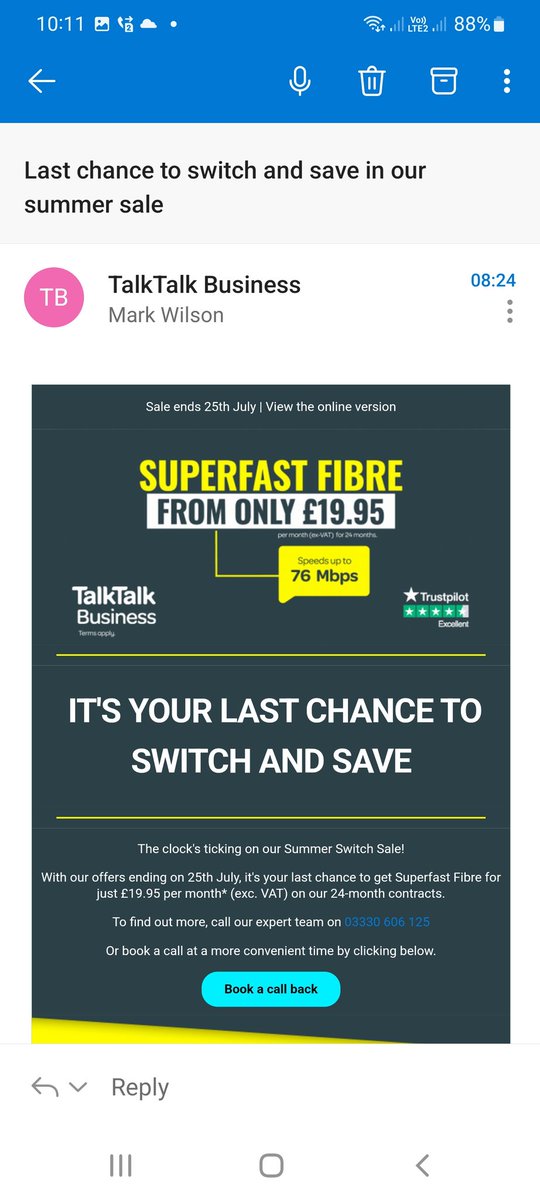 10:11
2
Vo))
LTE2
88%
Last chance to switch and save in our
summer sale
TB
TalkTalk Business
08:24
Mark Wilson
Sale ends 25th July | View the online version
SUPERFAST FIBRE
FROM ONLY £19.95
per month (ex-VAT) for 24 months.
Speeds up to
76 Mbps
TalkTalk
Business
Terms apply.
Trustpilot
Excellent
IT'S YOUR LAST CHANCE TO
SWITCH AND SAVE
The clock's ticking on our Summer Switch Sale!
With our offers ending on 25th July, it's your last chance to get Superfast Fibre for
just £19.95 per month* (exc. VAT) on our 24-month contracts.
To find out more, call our expert team on 03330 606 125
Or book a call at a more convenient time by clicking below.
Book a call back
Reply